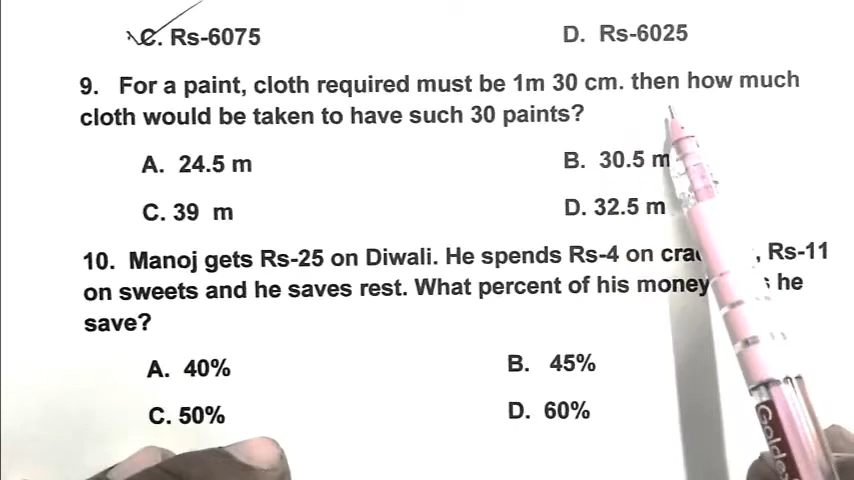 C. Rs-6075
D. Rs-6025
9. For a paint, cloth required must be 1m 30 cm. then how much
cloth would be taken to have such 30 paints?
A. 24.5 m
B. 30.5 m
C. 39 m
D. 32.5 m
10. Manoj gets Rs-25 on Diwali. He spends Rs-4 on , Rs-11
on sweets and he saves rest. What percent of his money he
save?
A. 40%
B. 45%
C. 50%
D. 60%